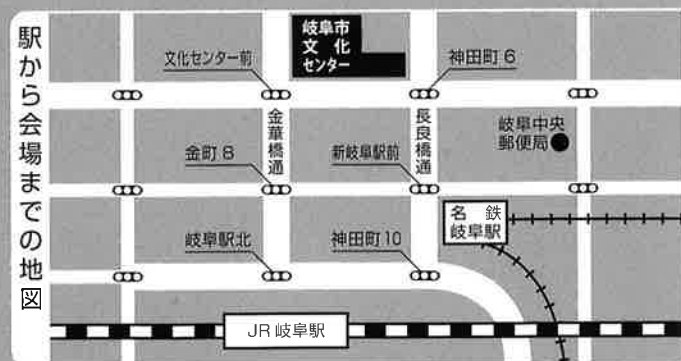 駅から会場までの地図
岐阜市
文化
センター
文化センター前
神田町6
金華橋通
長良橋通
岐阜中央
郵便局
金町8
新岐阜駅前
名鉄
岐阜駅
岐阜駅北
神田町10
JR岐阜駅